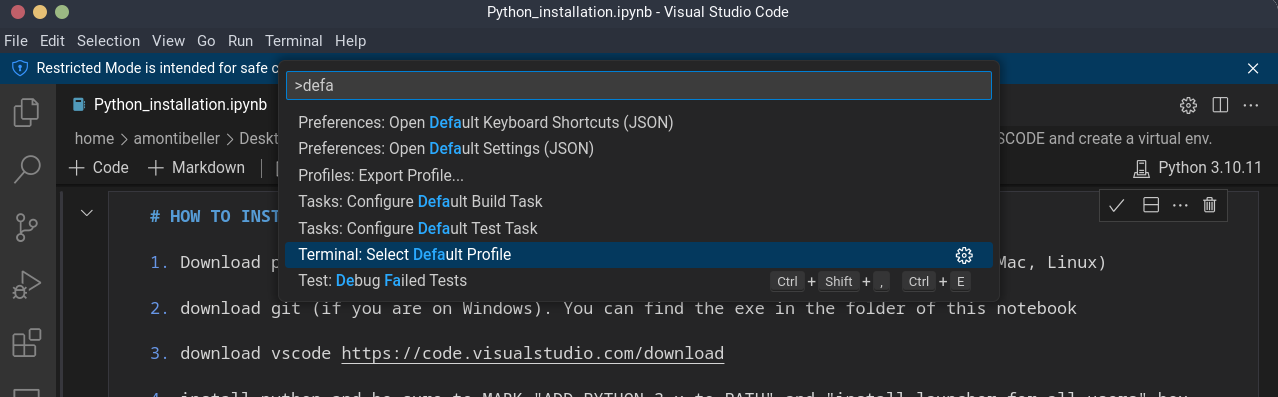 Python_installation.ipynb - Visual Studio Code
File Edit Selection View Go Run Terminal Help
Restricted Mode is intended for safe c
>defa
Python_installation.ipynb
Preferences: Open Default Keyboard Shortcuts (JSON)
home > amontibeller > Deskt
SCODE and create a virtual env.
Preferences: Open Default Settings (JSON)
+ Code + Markdown
Python 3.10.11
Profiles: Export Profile...
Tasks: Configure Default Build Task
Tasks: Configure Default Test Task
Terminal: Select Default Profile
Test: Debug Failed Tests Ctrl + Shift + , Ctrl + E
# HOW TO INST
1. Download p
Mac, Linux)
2. download git (if you are on Windows). You can find the exe in the folder of this notebook
3. download vscode https://code.visualstudio.com/download